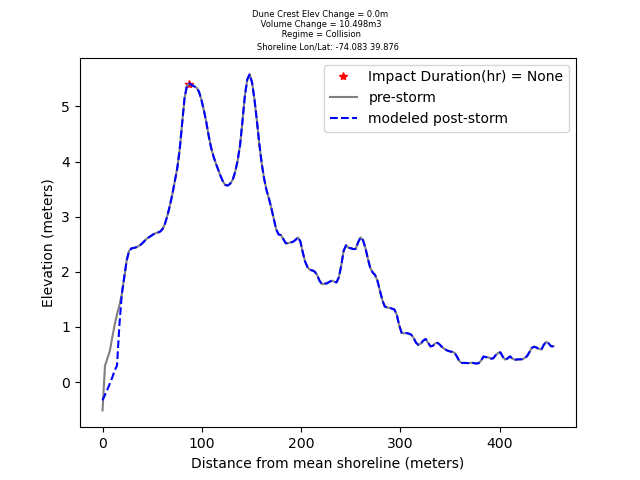 Dune Crest Elev Change = 0.0m
Volume Change = 10.498m3
Regime = Collision
Shoreline Lon/Lat: -74.083 39.876
Impact Duration(hr) = None
pre-storm
modeled post-storm
Elevation (meters)
5
4
3
2
1
0
0 100 200 300 400
Distance from mean shoreline (meters)